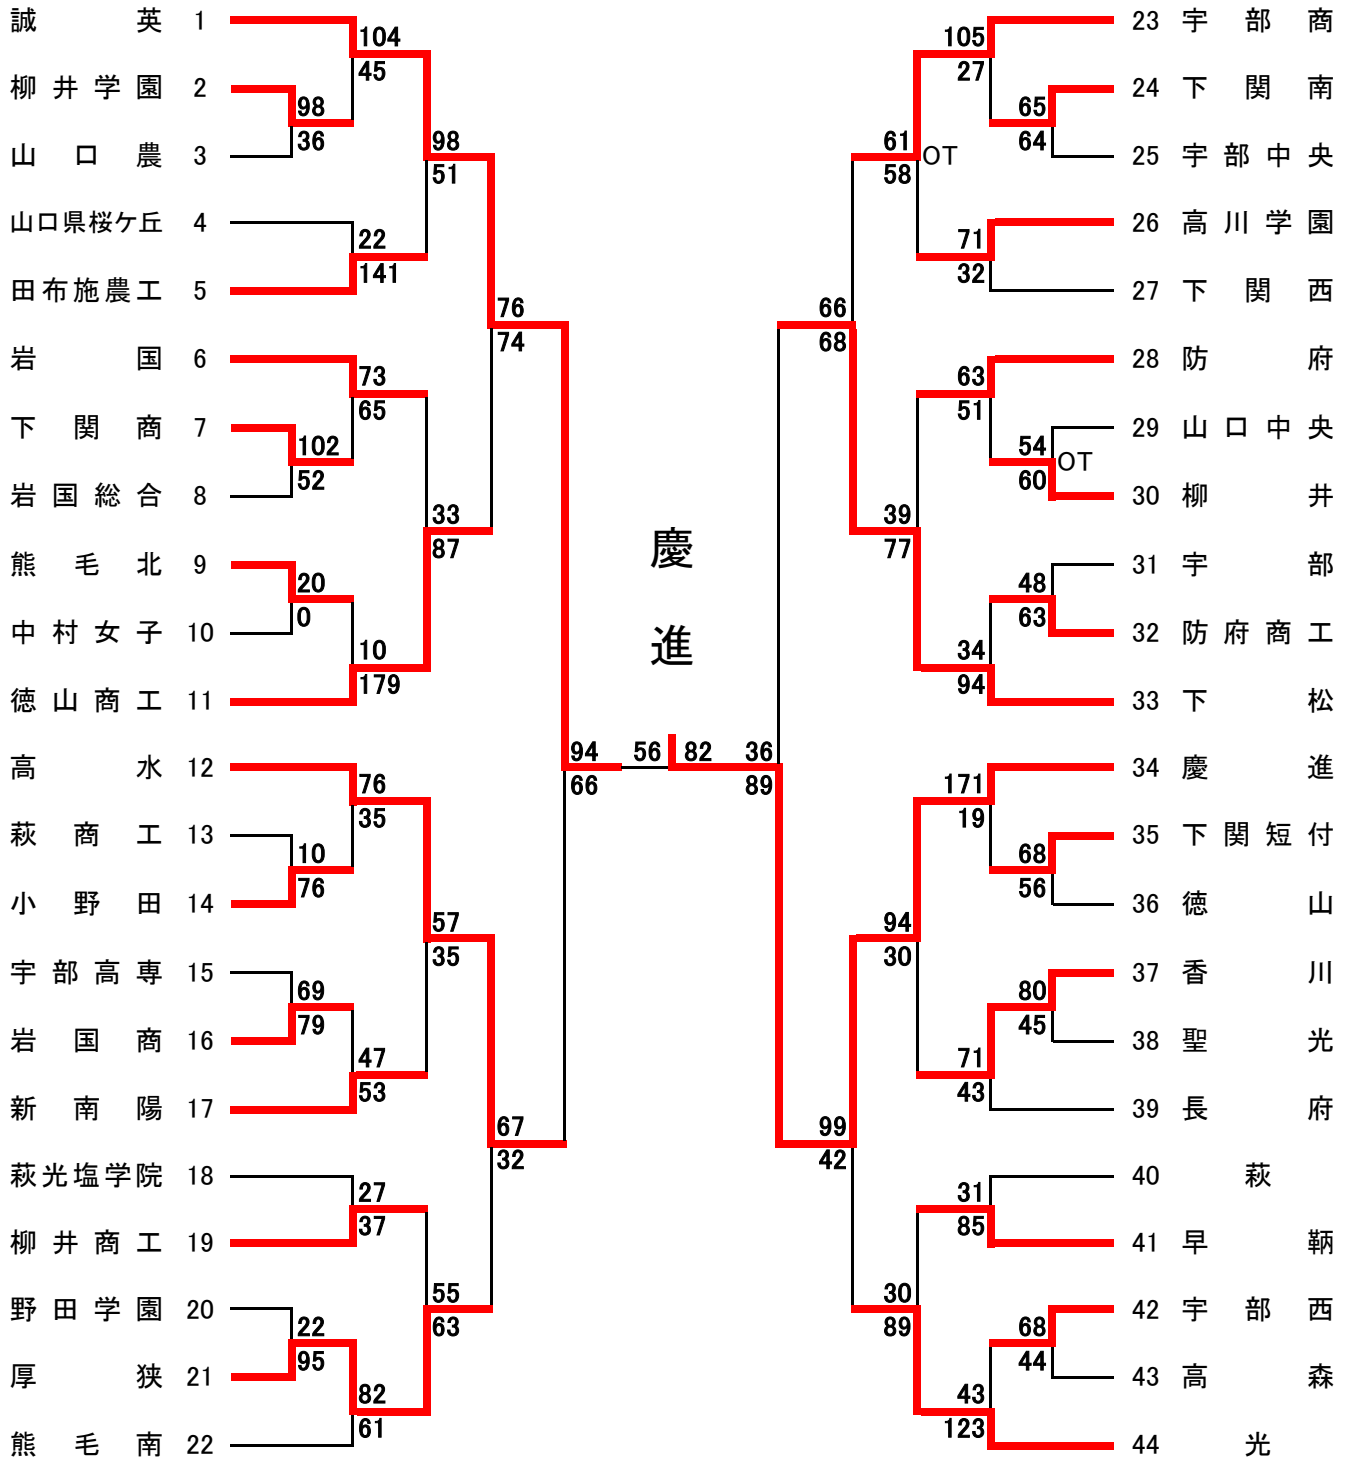 誠英 1
柳井学園 2
山口農 3
山口県桜ケ丘 4
田布施農工 5
岩国 6
下関商 7
岩国総合 8
熊毛北 9
中村女子 10
徳山商工 11
高水 12
萩商工 13
小野田 14
宇部高専 15
岩国商 16
新南陽 17
萩光塩学院 18
柳井商工 19
野田学園 20
厚狭 21
熊毛南 22
104
45
98
36
22
141
73
65
102
52
20
0
10
179
76
35
10
76
69
79
47
53
27
37
22
95
82
61
98
51
33
87
57
35
55
63
76
74
67
32
94
66
56
慶進
82
36
89
66
68
99
42
61
58
OT
39
77
94
30
30
89
105
27
65
64
71
32
63
51
54
60
OT
48
63
34
94
171
19
68
56
80
45
71
43
31
85
68
44
43
123
23 宇部商
24 下関南
25 宇部中央
26 高川学園
27 下関西
28 防府
29 山口中央
30 柳井
31 宇部
32 防府商工
33 下松
34 慶進
35 下関短付
36 徳山
37 香川
38 聖光
39 長府
40 萩
41 早鞆
42 宇部西
43 高森
44 光